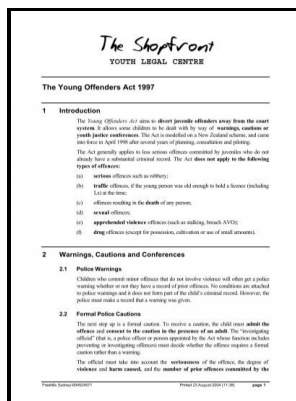 The Shopfront
YOUTH LEGAL CENTRE
The Young Offenders Act 1997
1 Introduction
The Young Offenders Act aims to divert juvenile offenders away from the court
system. It allows some children to be dealt with by way of warnings, cautions or
youth justice conferences. The Act is modelled on a New Zealand scheme, and came
into force in April 1998 after several years of planning, consultation and piloting.
The Act generally applies to less serious offences committed by juveniles who do not
already have a substantial criminal record. The Act does not apply to the following
types of offences:
(a) serious offences such as robbery;
(b) traffic offences, if the young person was old enough to hold a licence (including
Ls) at the time;
(c) offences resulting in the death of any person;
(d) sexual offences;
(e) apprehended violence offences (such as stalking, breach AVO);
(f) drug offences (except for possession, cultivation or use of small amounts).
2 Warnings, Cautions and Conferences
2.1 Police Warnings
Children who commit minor offences that do not involve violence will often get a police
warning whether or not they have a record of prior offences. No conditions are attached
to police warnings and it does not form part of the child's criminal record. However, the
police must make a record that a warning was given.
2.2 Formal Police Cautions
The next step up is a formal caution. To receive a caution, the child must admit the
offence and consent to the caution in the presence of an adult. The "investigating
official" (that is, a police officer or person appointed by the Act whose function includes
preventing or investigating offences) must decide whether the offence requires a formal
caution rather than a warning.
The official must take into account the seriousness of the offence, the degree of
violence and harm caused, and the number of prior offences committed by the
Printed 23 August 2004 (11:38) page 1